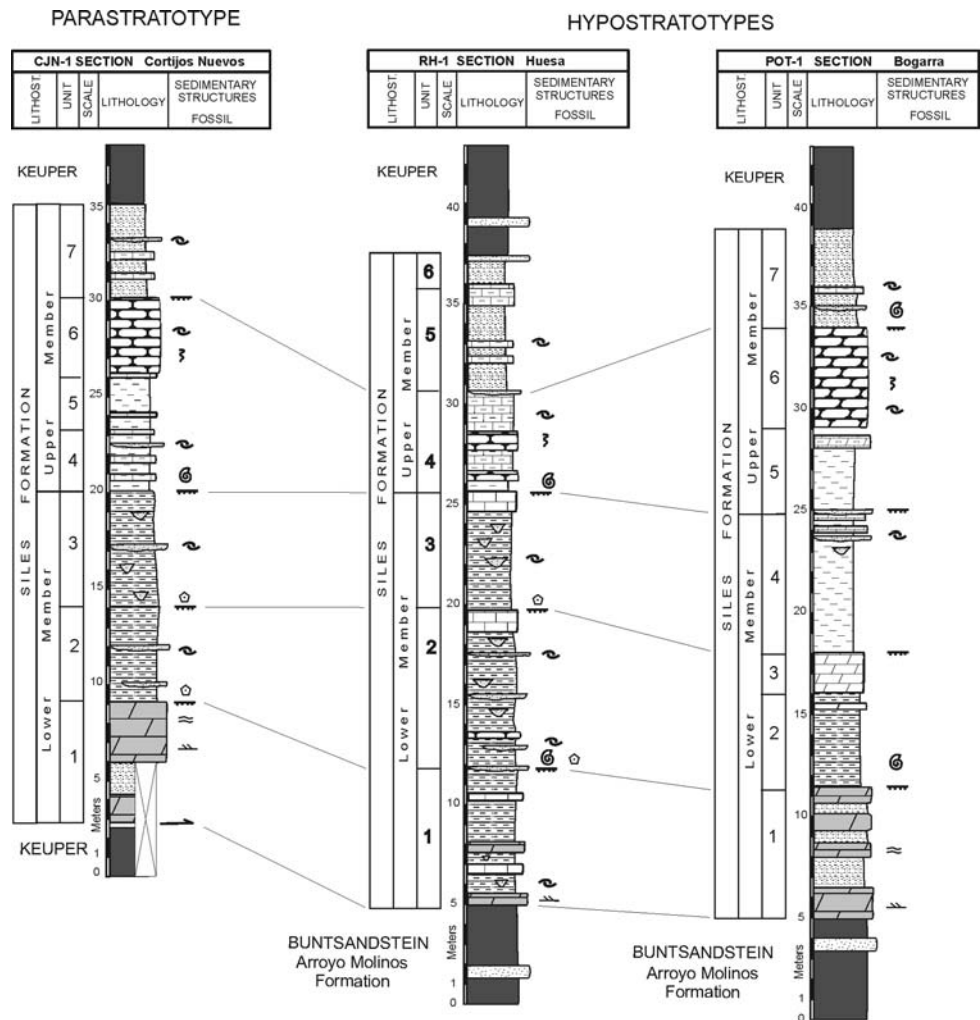 PARASTRATOTYPE
HYPOSTRATOTYPES
CJN-1 SECTION Cortijos Nuevos
LITHOST.
UNIT
SCALE
LITHOLOGY
SEDIMENTARY
STRUCTURES
FOSSIL
KEUPER
35
30
25
20
15
10
5
Meters
1
0
SILES FORMATION
Upper Member
Lower Member
7
6
5
4
3
2
1
KEUPER
RH-1 SECTION Huesa
LITHOST.
UNIT
SCALE
LITHOLOGY
SEDIMENTARY
STRUCTURES
FOSSIL
KEUPER
40
35
30
25
20
15
10
5
Meters
1
0
SILES FORMATION
Upper Member
Lower Member
6
5
4
3
2
1
BUNTSANDSTEIN
Arroyo Molinos
Formation
POT-1 SECTION Bogarra
LITHOST.
UNIT
SCALE
LITHOLOGY
SEDIMENTARY
STRUCTURES
FOSSIL
KEUPER
40
35
30
25
20
15
10
5
Meters
1
0
SILES FORMATION
Upper Member
Lower Member
7
6
5
4
3
2
1
BUNTSANDSTEIN
Arroyo Molinos
Formation